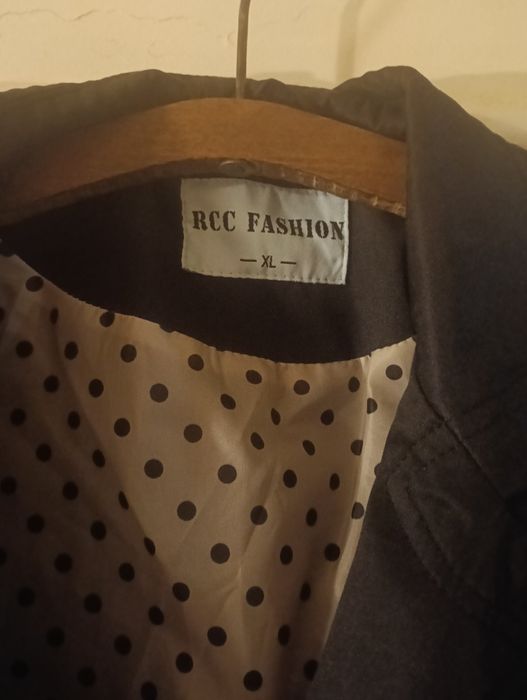 RCC FASHION
— XL —